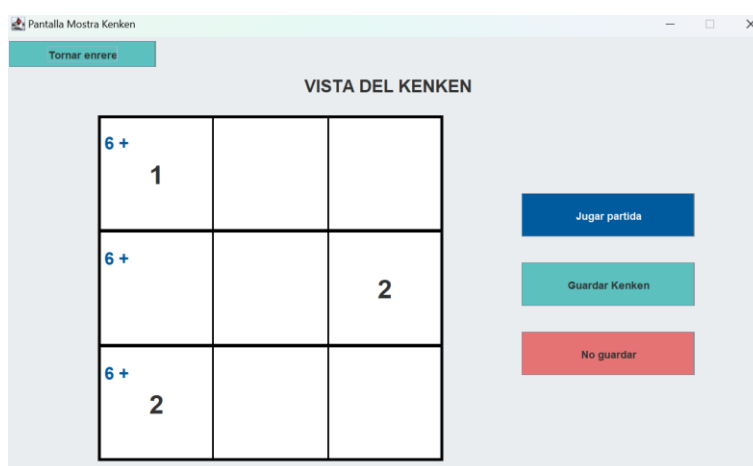 Pantalla Mostra Kenken
Tornar enrere
VISTA DEL KENKEN
6 +
1
6 +
2
6 +
2
Jugar partida
Guardar Kenken
No guardar